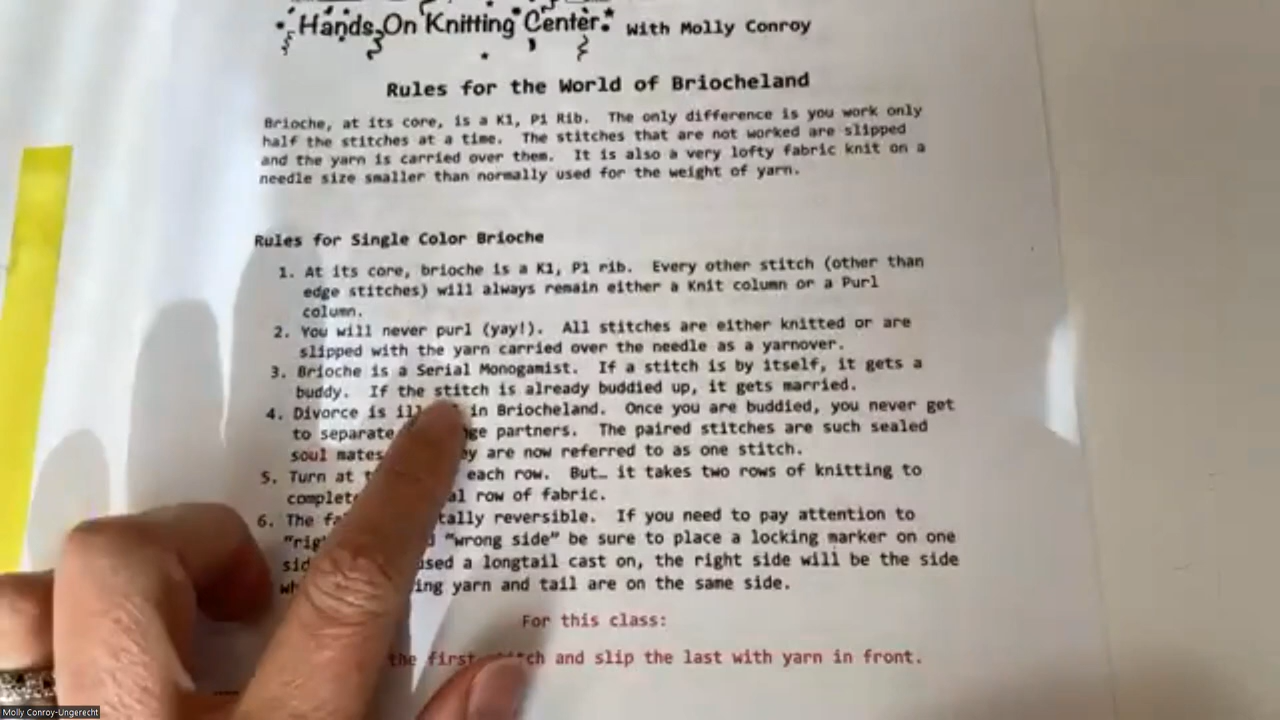 Hands On Knitting Center With Molly Conroy
Rules for the World of Briocheland
Brioche, at its core, is a K1, P1 Rib. The only difference is you work only
half the stitches at a time. The stitches that are not worked are slipped
and the yarn is carried over them. It is also a very lofty fabric knit on a
needle size smaller than normally used for the weight of yarn.
Rules for Single Color Brioche
1. At its core, brioche is a K1, P1 rib. Every other stitch (other than
edge stitches) will always remain either a Knit column or a Purl
column.
2. You will never purl (yay!). All stitches are either knitted or are
slipped with the yarn carried over the needle as a yarnover.
3. Brioche is a Serial Monogamist. If a stitch is by itself, it gets a
buddy. If the stitch is already buddied up, it gets married.
4. Divorce is in Briocheland. Once you are buddied, you never get
to separate partners. The paired stitches are such sealed
soul mates are now referred to as one stitch.
5. Turn at each row. But… it takes two rows of knitting to
row of fabric.
6. The reversible. If you need to pay attention to
"wrong side" be sure to place a locking marker on one
used a longtail cast on, the right side will be the side
yarn and tail are on the same side.
For this class:
the first and slip the last with yarn in front.
Molly Conroy-Ungerecht